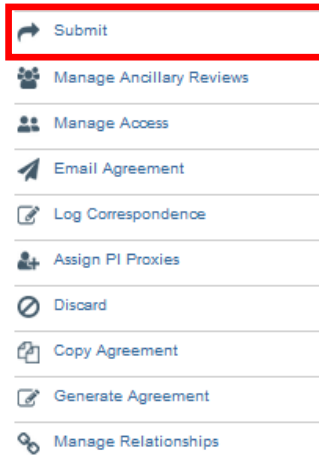 Submit
Manage Ancillary Reviews
Manage Access
Email Agreement
Log Correspondence
Assign PI Proxies
Discard
Copy Agreement
Generate Agreement
Manage Relationships